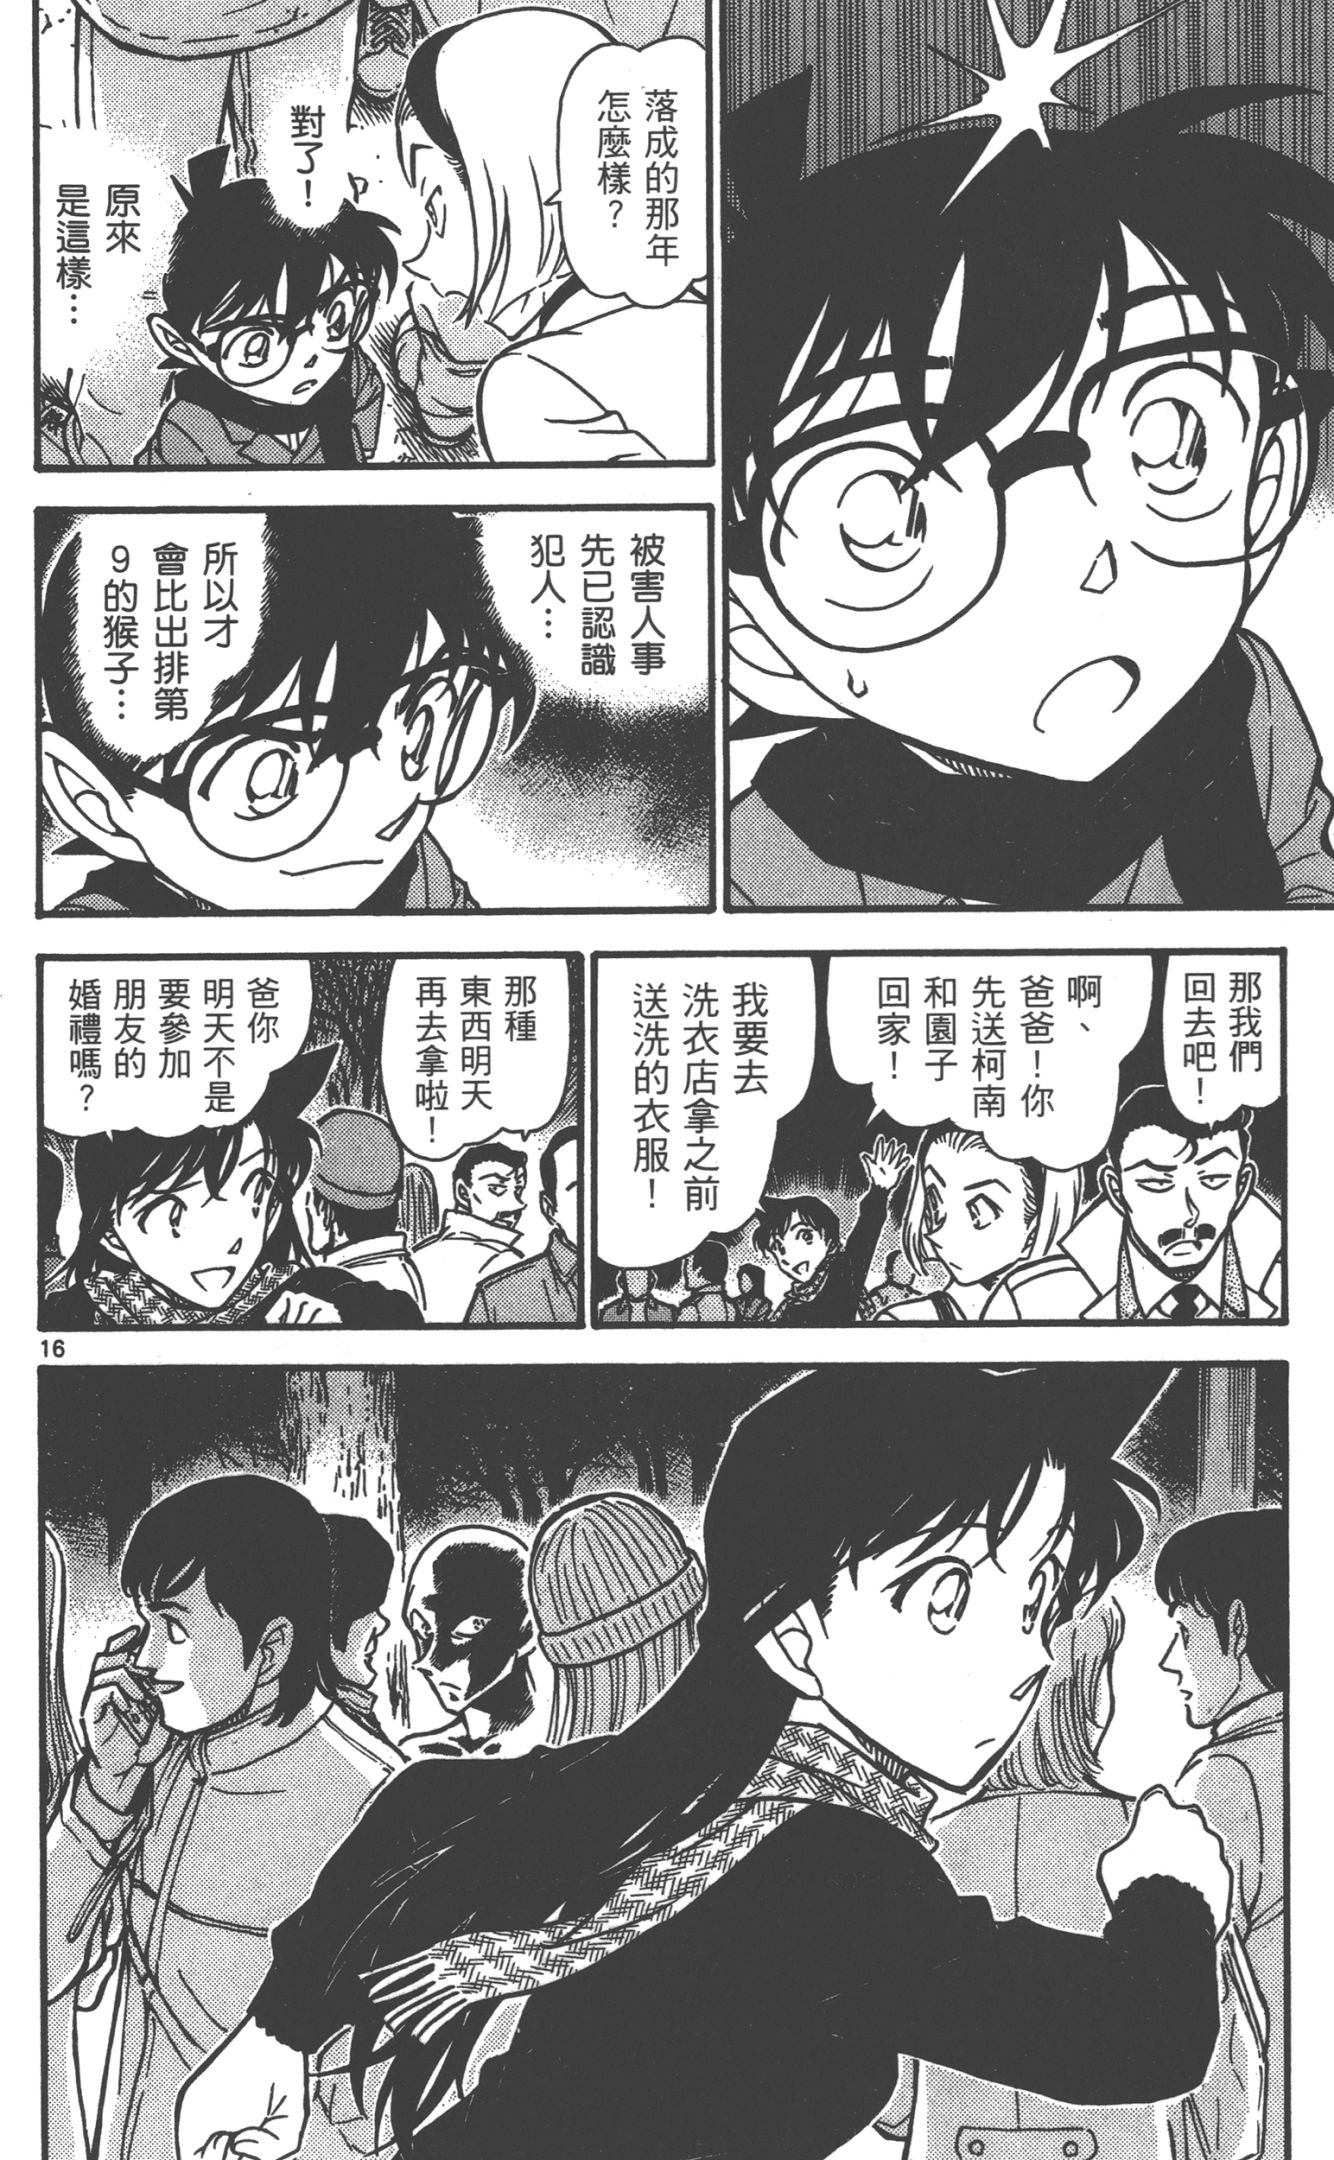 落成的那年
怎麼樣？
對了！
原來
是這樣…
被害人事
先已認識
犯人…
所以才
會比出排第
9的猴子…
那我們
回去吧！
啊、
爸爸！你
先送柯南
和園子
回家！
我要去
洗衣店拿之前
送洗的衣服！
那種
東西明天
再去拿啦！
爸你
明天不是
要參加
朋友的
婚禮嗎？
16